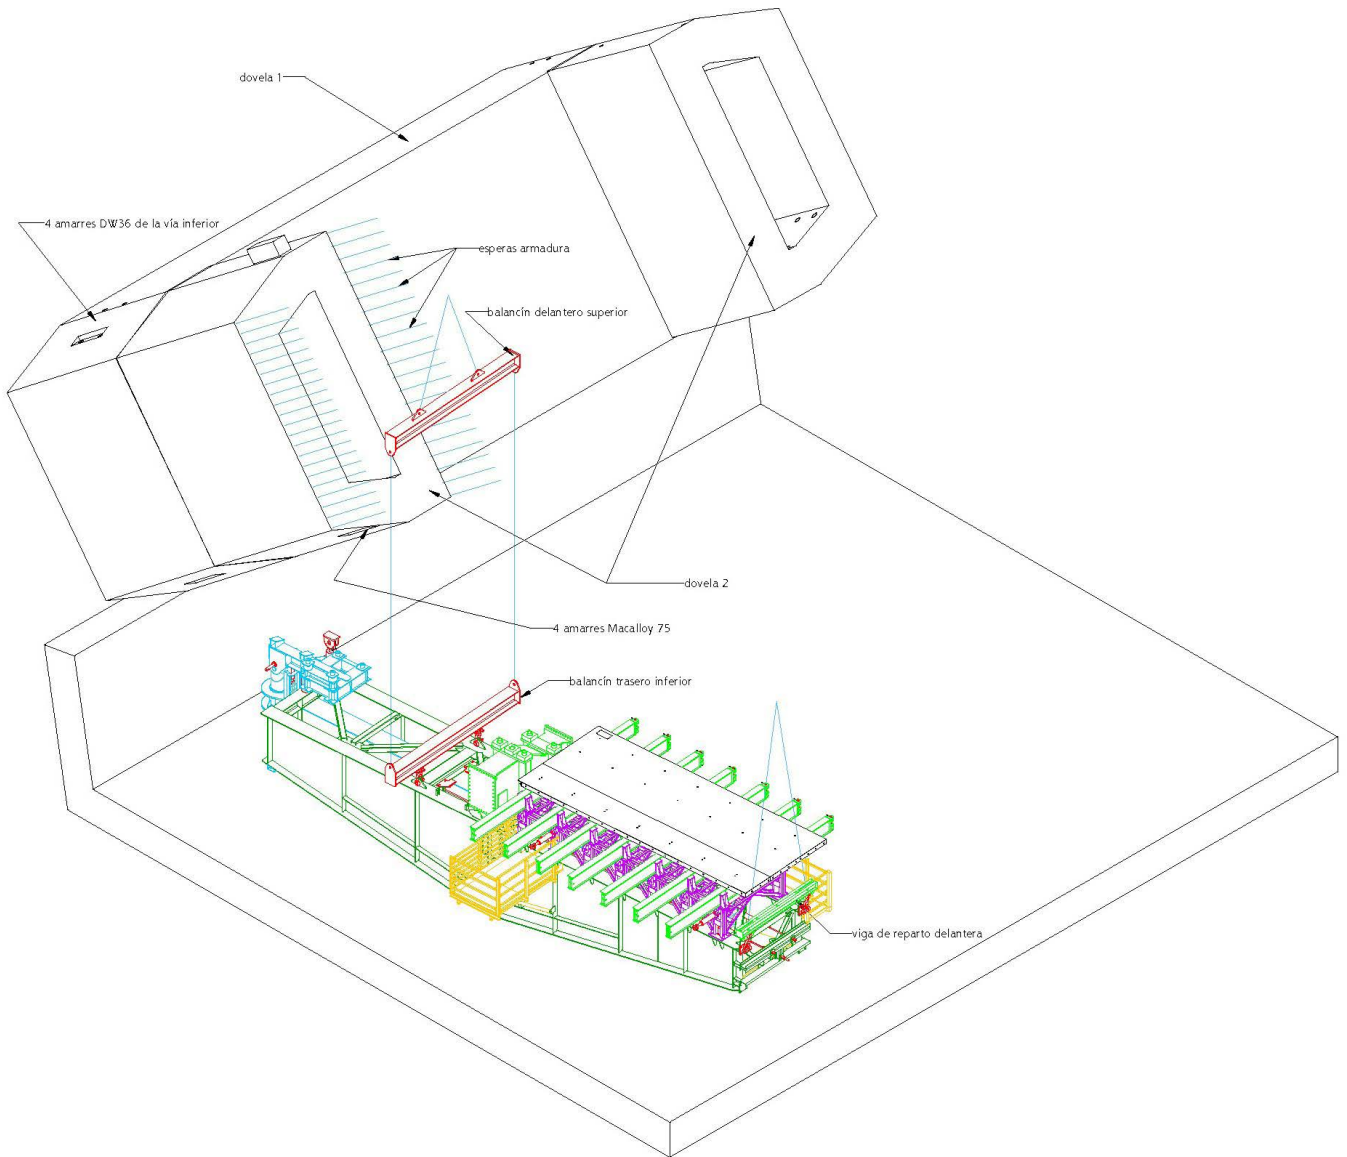 dovela 1
4 amarres DW36 de la vía inferior
esperas armadura
balancín delantero superior
dovela 2
4 amarres Macalloy 75
balancín trasero inferior
viga de reparto delantera